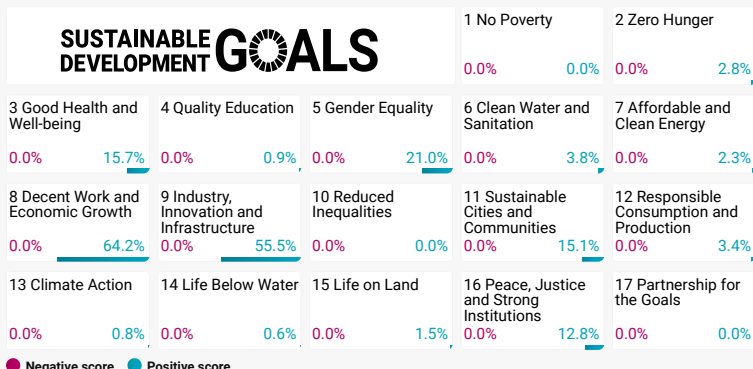 SUSTAINABLE
DEVELOPMENT
GOALS
1 No Poverty
0.0% 0.0%
2 Zero Hunger
0.0% 2.8%
3 Good Health and
Well-being
0.0% 15.7%
4 Quality Education
0.0% 0.9%
5 Gender Equality
0.0% 21.0%
6 Clean Water and
Sanitation
0.0% 3.8%
7 Affordable and
Clean Energy
0.0% 2.3%
8 Decent Work and
Economic Growth
0.0% 64.2%
9 Industry,
Innovation and
Infrastructure
0.0% 55.5%
10 Reduced
Inequalities
0.0% 0.0%
11 Sustainable
Cities and
Communities
0.0% 15.1%
12 Responsible
Consumption and
Production
0.0% 3.4%
13 Climate Action
0.0% 0.8%
14 Life Below Water
0.0% 0.6%
15 Life on Land
0.0% 1.5%
16 Peace, Justice
and Strong
Institutions
0.0% 12.8%
17 Partnership for
the Goals
0.0% 0.0%
Negative score Positive score